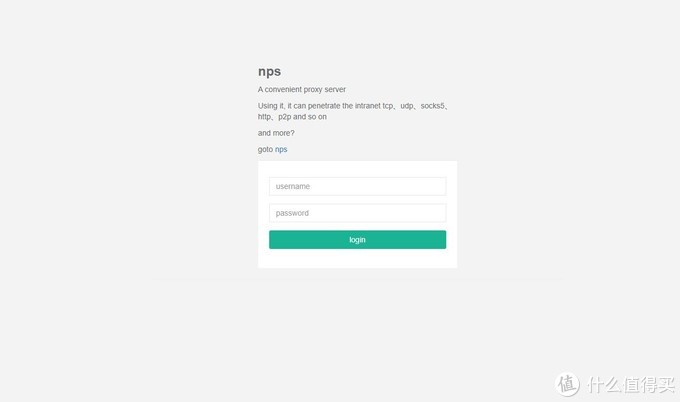 nps
A convenient proxy server
Using it, it can penetrate the intranet tcp、udp、socks5、
http、p2p and so on
and more?
goto nps
username
password
login
值 什么值得买